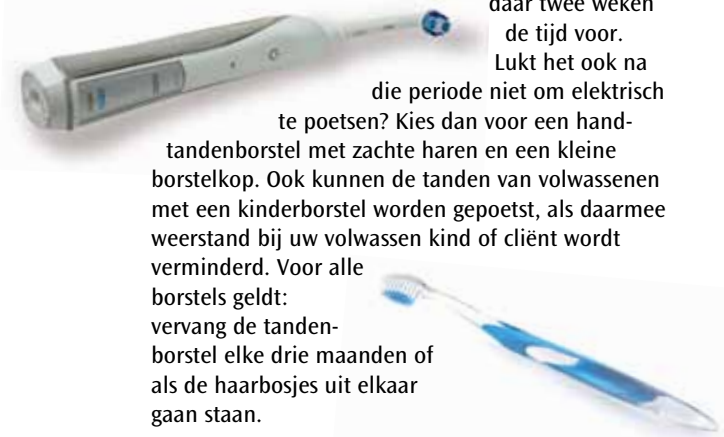 daar twee weken
de tijd voor.
Lukt het ook na
die periode niet om elektrisch
te poetsen? Kies dan voor een hand-
tandenborstel met zachte haren en een kleine
borstelkop. Ook kunnen de tanden van volwassenen
met een kinderborstel worden gepoetst, als daarmee
weerstand bij uw volwassen kind of cliënt wordt
verminderd. Voor alle
borstels geldt:
vervang de tanden-
borstel elke drie maanden of
als de haarbosjes uit elkaar
gaan staan.